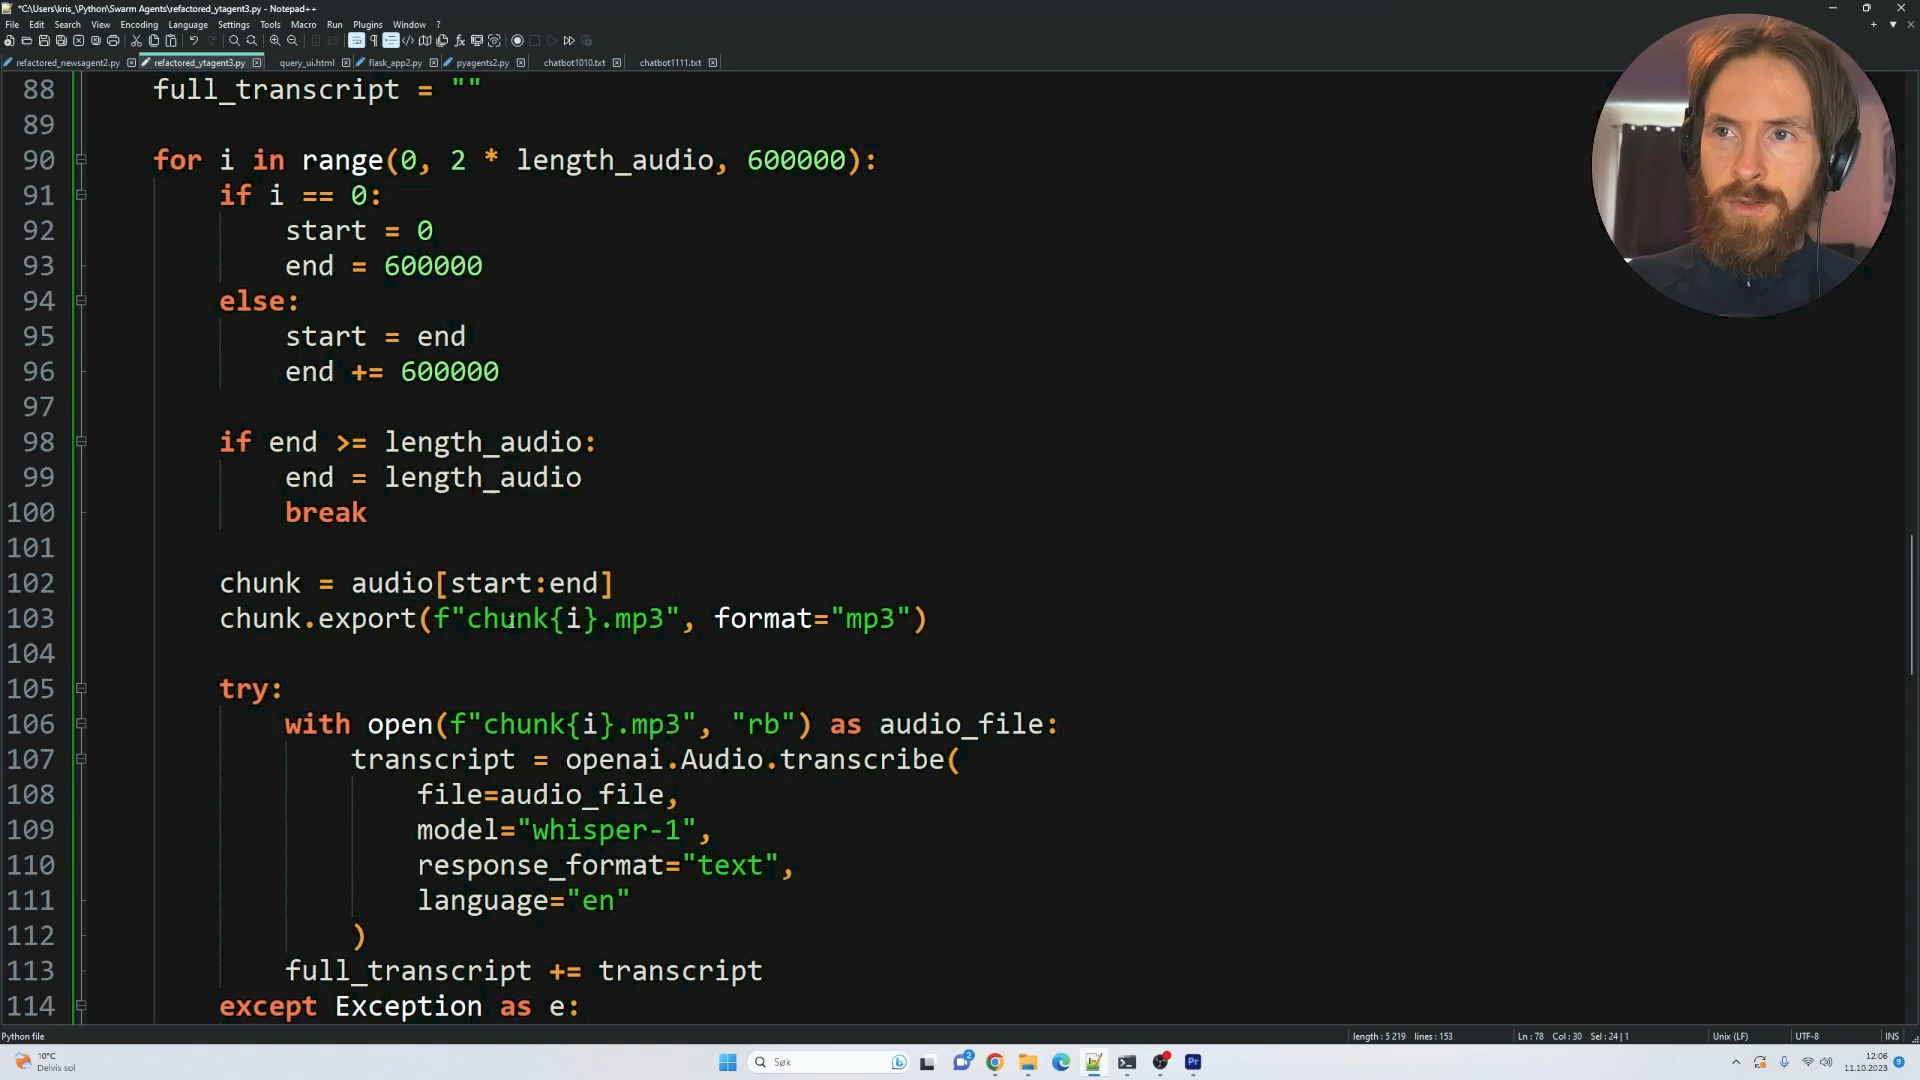 *C:\Users\kris_\Python\Swarm Agents\refactored_ytagent3.py - Notepad++
File Edit Search View Encoding Language Settings Tools Macro Run Plugins Window ?
refactored_newsagent2.py refactored_ytagent3.py query_ui.html flask_app2.py pyagents2.py chatbot1010.txt chatbot1111.txt
88 full_transcript = ""
89
90 for i in range(0, 2 * length_audio, 600000):
91 if i == 0:
92 start = 0
93 end = 600000
94 else:
95 start = end
96 end += 600000
97
98 if end >= length_audio:
99 end = length_audio
100 break
101
102 chunk = audio[start:end]
103 chunk.export(f"chunk{i}.mp3", format="mp3")
104
105 try:
106 with open(f"chunk{i}.mp3", "rb") as audio_file:
107 transcript = openai.Audio.transcribe(
108 file=audio_file,
109 model="whisper-1",
110 response_format="text",
111 language="en"
112 )
113 full_transcript += transcript
114 except Exception as e:
Python file length : 5 219 lines : 153 Ln : 78 Col : 30 Sel : 24 | 1 Unix (LF) UTF-8 INS
10°C
Delvis sol
Søk
2
Pr
12:06
11.10.2023
9